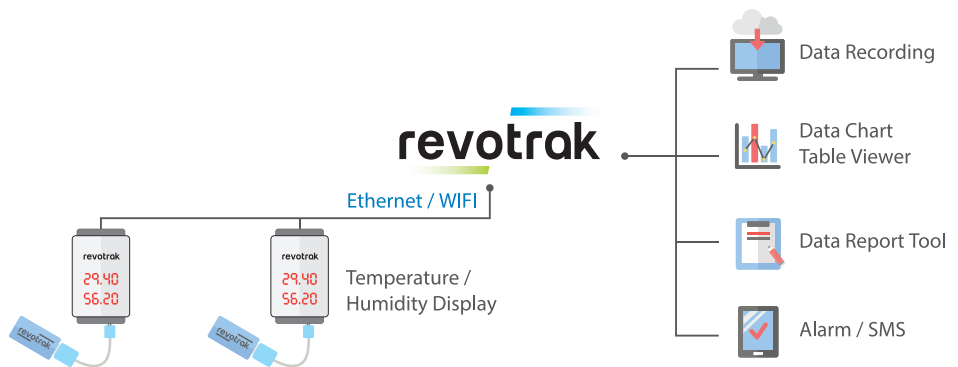 Data Recording
revotrak
Data Chart
Table Viewer
Ethernet / WIFI
revotrak
29.40
56.20
revotrak
revotrak
29.40
56.20
revotrak
Temperature /
Humidity Display
Data Report Tool
Alarm / SMS